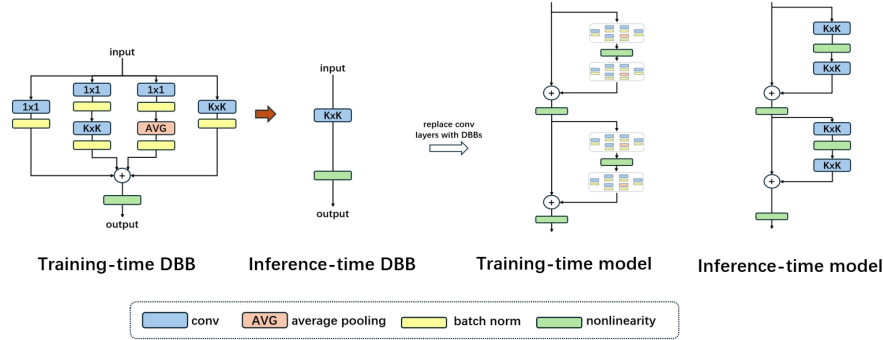 input
1x1
1x1
1x1
KxK
KxK
AVG
+
output
input
KxK
output
replace conv
layers with DBBs
+
+
KxK
KxK
+
KxK
KxK
+
Training-time DBB
Inference-time DBB
Training-time model
Inference-time model
conv
AVG average pooling
batch norm
nonlinearity